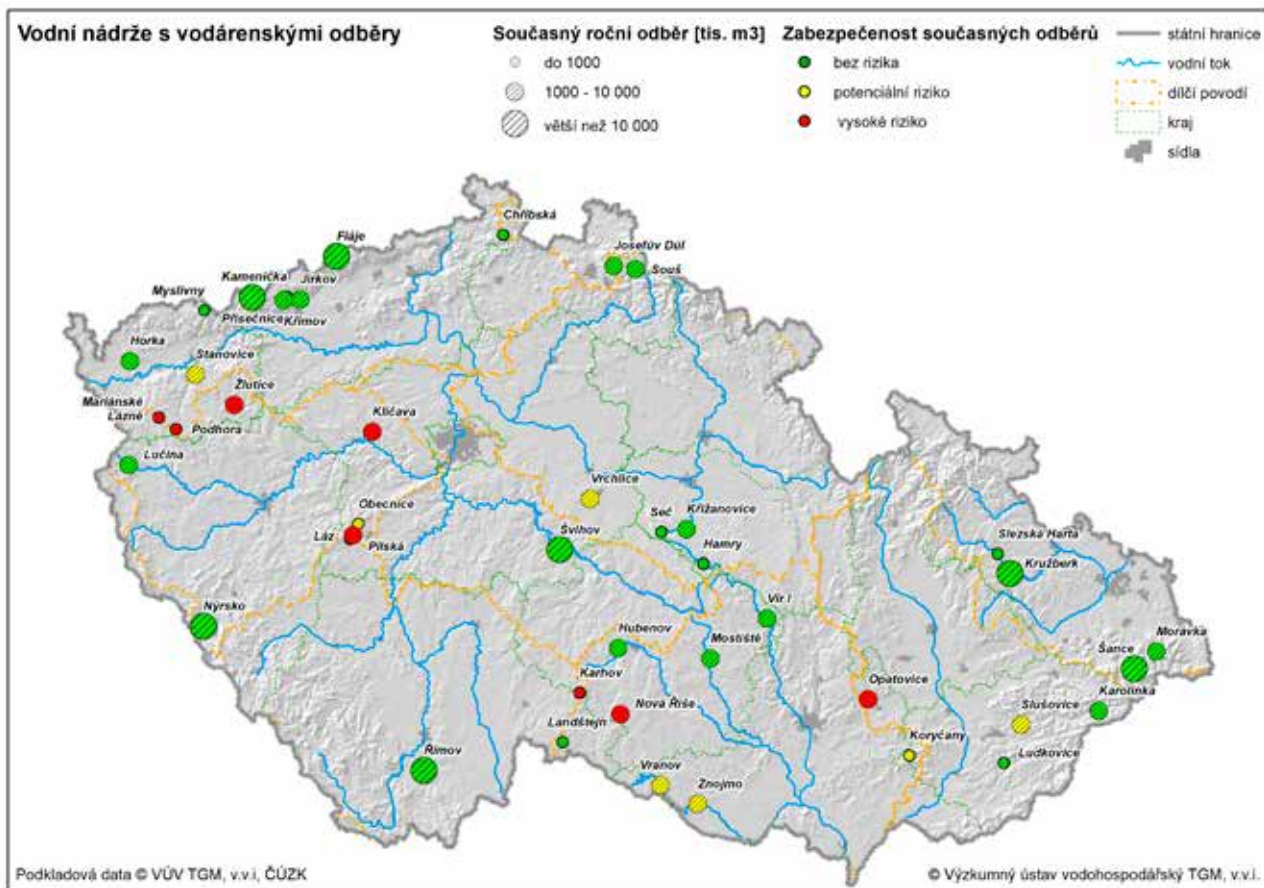 Vodní nádrže s vodárenskými odběry
Současný roční odběr [tis. m3]
do 1000
1000 - 10 000
větší než 10 000
Zabezpečenost současných odběrů
bez rizika
potenciální riziko
vysoké riziko
státní hranice
vodní tok
dílčí povodí
kraj
sídla
Chřibská
Fláje
Josefův Důl
Souš
Kamenička
Jirkov
Myslivny
Přísečnice
Křimov
Horka
Stanovice
Žlutice
Mariánské
Lázně
Podhora
Klíčava
Lučina
Vrchlice
Obecnice
Láz
Pilská
Seč
Křižanovice
Švihov
Hamry
Slezská Harta
Kružberk
Nýrsko
Vír I
Hubenov
Mostiště
Morávka
Šance
Karhov
Opatovice
Karolinka
Nová Říše
Slušovice
Landštejn
Koryčany
Ludkovice
Římov
Vranov
Znojmo
Podkladová data © VÚV TGM, v.v.i, ČÚZK
© Výzkumný ústav vodohospodářský TGM, v.v.i.